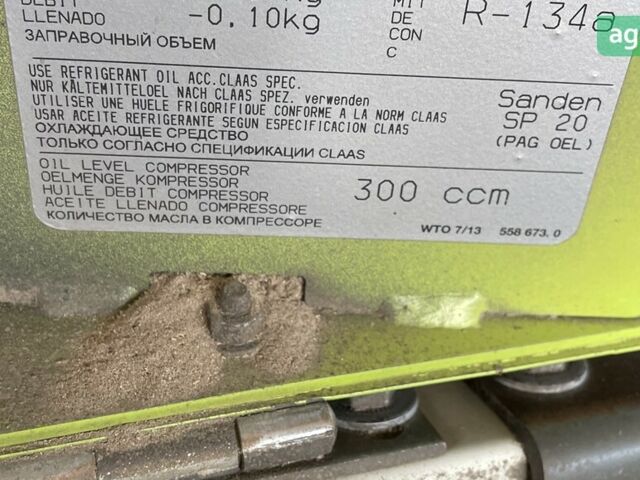 LLENADO -0.10kg DE R-134a
ЗАПРАВОЧНЫЙ ОБЪЕМ CON
C
ag
USE REFRIGERANT OIL ACC.CLAAS SPEC.
NUR KÄLTEMITTELOEL NACH CLAAS SPEZ. verwenden
UTILISER UNE HUELE FRIGORIFIQUE CONFORME A LA NORM CLAAS
USAR ACEITE REFRIGERANTE SEGUN ESPECIFICACION CLAAS
ОХЛАЖДАЮЩЕЕ СРЕДСТВО
ТОЛЬКО СОГЛАСНО СПЕЦИФИКАЦИИ CLAAS
Sanden
SP 20
(PAG OEL)
OIL LEVEL COMPRESSOR
OELMENGE KOMPRESSOR
HUILE DEBIT COMPRESSOR
ACEITE LLENADO COMPRESSORE
КОЛИЧЕСТВО МАСЛА В КОМПРЕССОРЕ
300 ccm
WTO 7/13 558 673.0